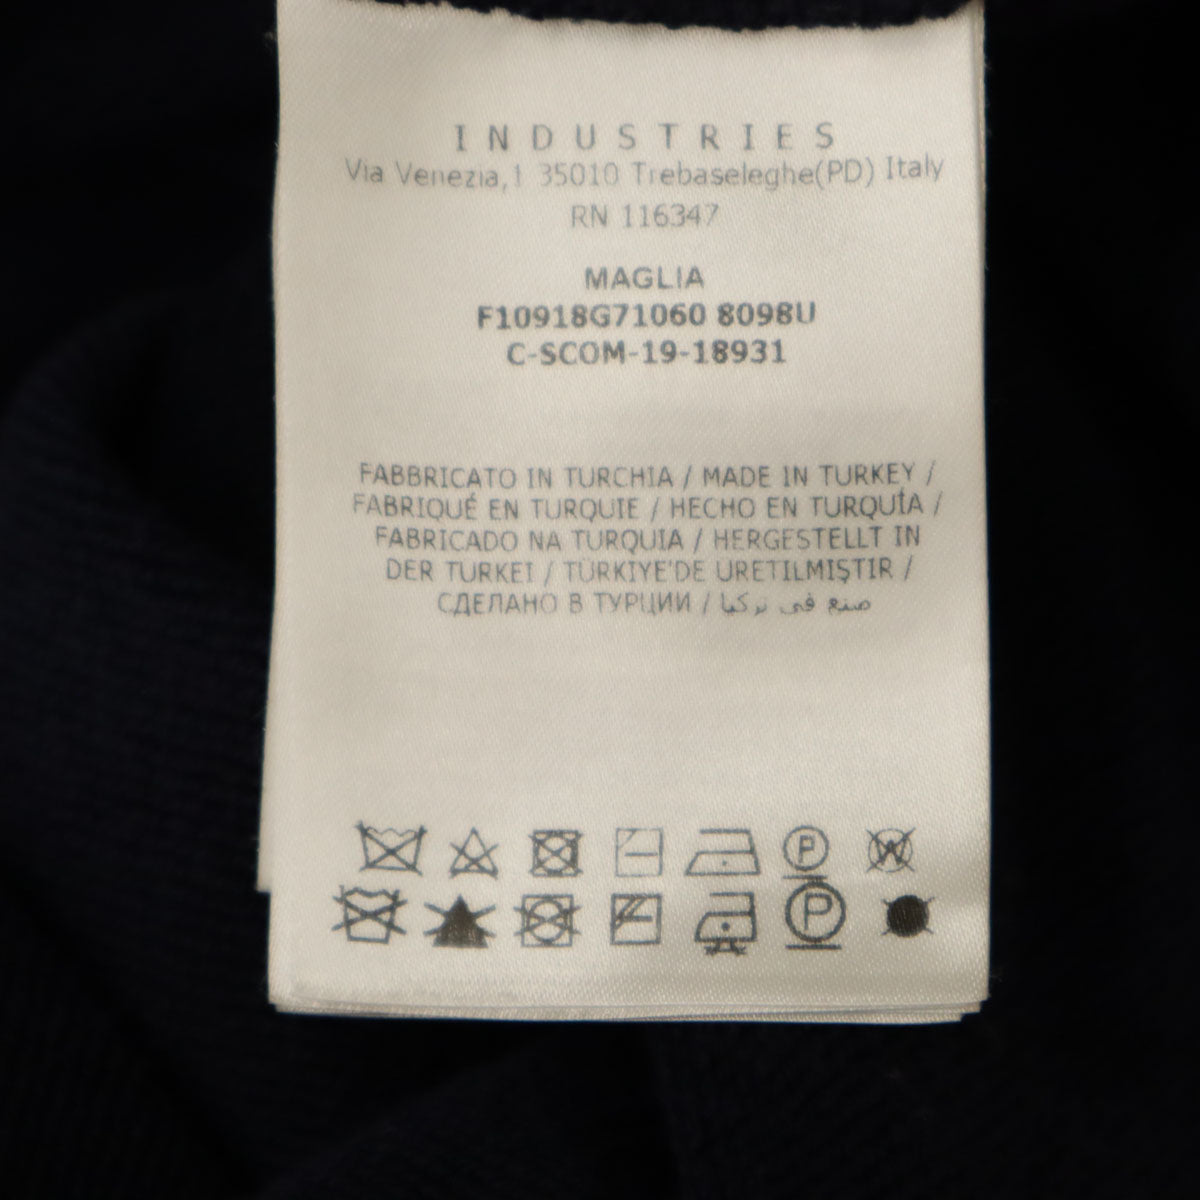 INDUSTRIES
Via Venezia,1 35010 Trebaseleghe(PD) Italy
RN 116347
MAGLIA
F10918G71060 8098U
C-SCOM-19-18931
FABBRICATO IN TURCHIA / MADE IN TURKEY /
FABRIQUÉ EN TURQUIE / HECHO EN TURQUÍA /
FABRICADO NA TURQUIA / HERGESTELLT IN
DER TURKEI / TÜRKIYE'DE URETILMIŞTIR /
СДЕЛАНО В ТУРЦИИ / صنع في تركيا
P W
P